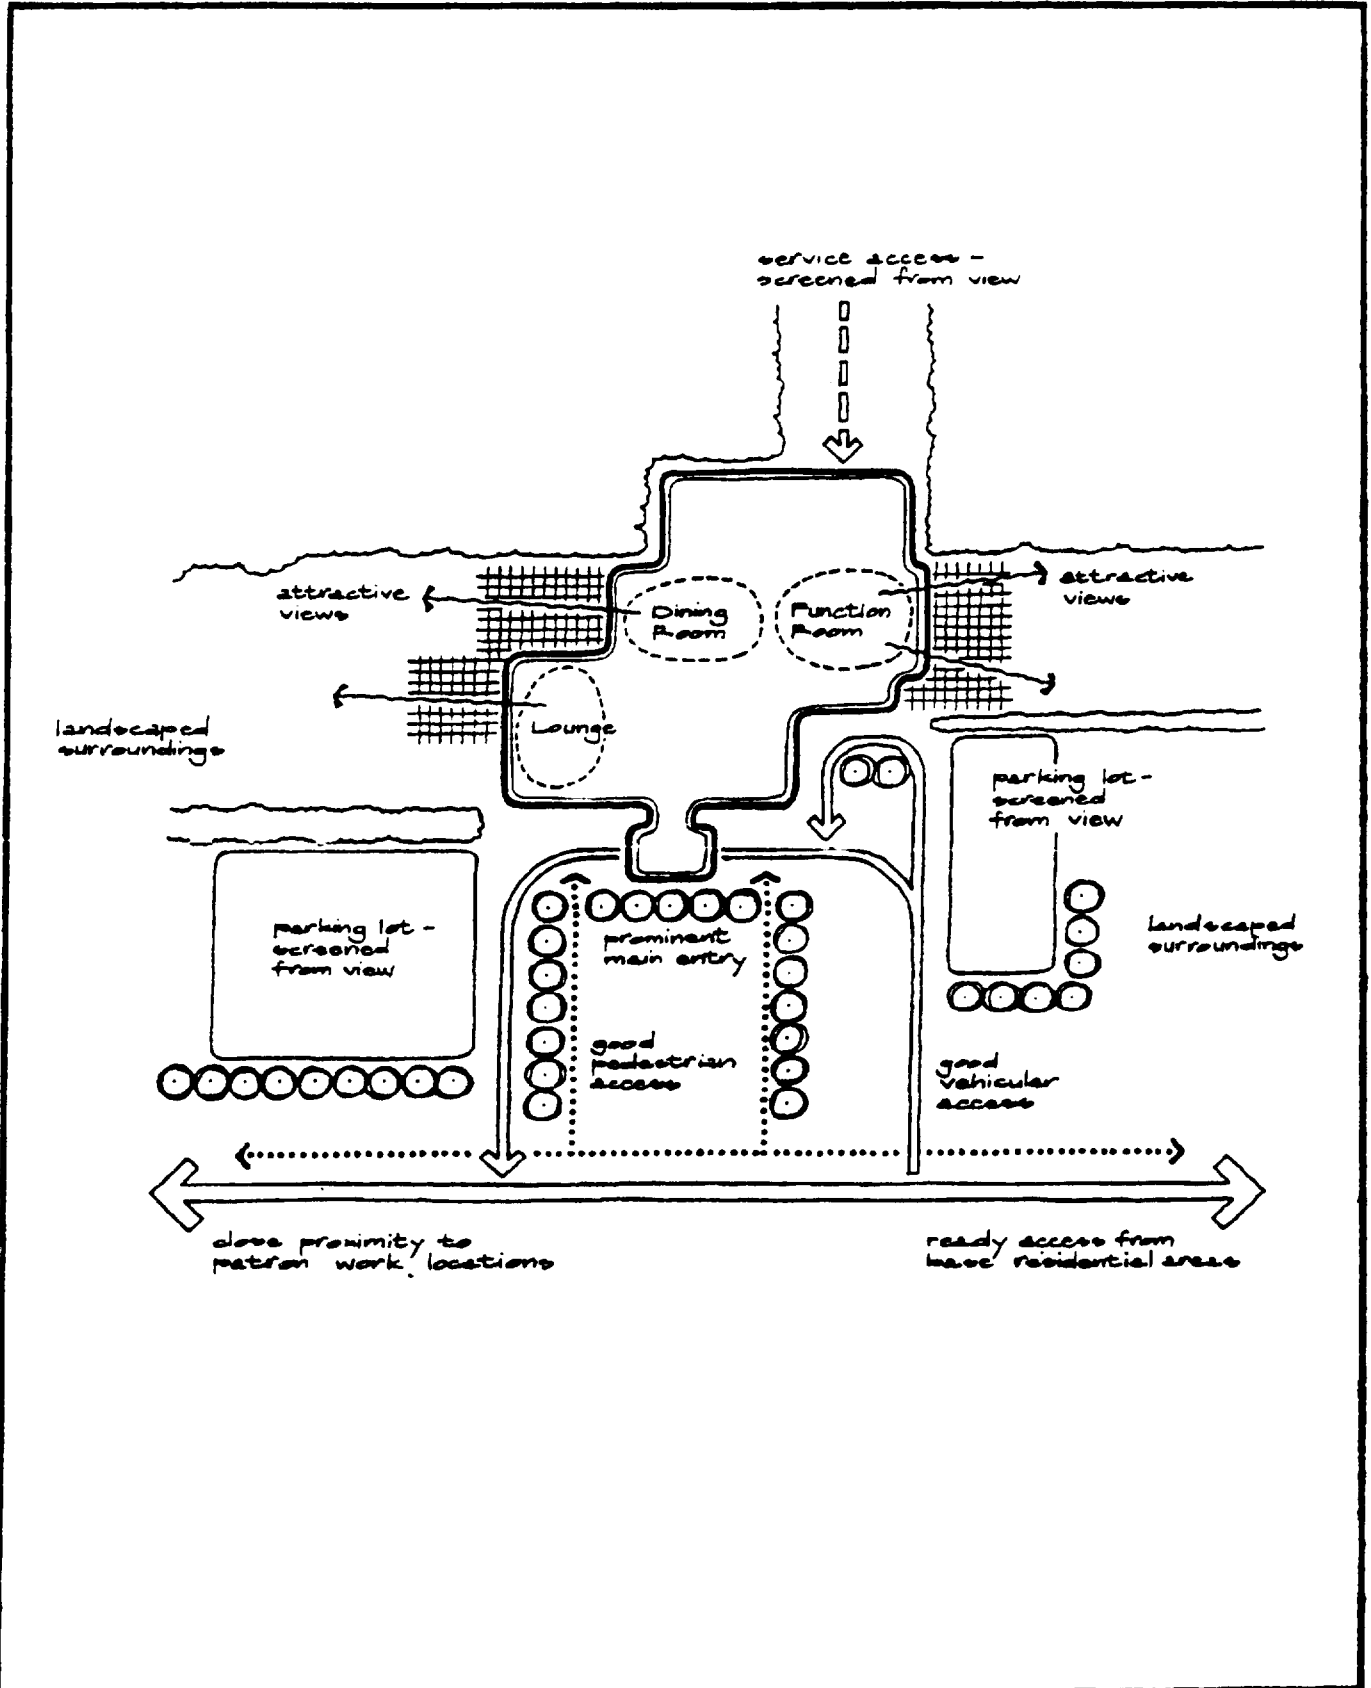 service access -
screened from view
attractive
views
Dining
Room
Function
Room
attractive
views
Lounge
landscaped
surroundings
parking lot -
screened
from view
parking lot -
screened
from view
prominent
main entry
landscaped
surroundings
good
pedestrian
access
good
vehicular
access
close proximity to
patron work locations
ready access from
base residential areas